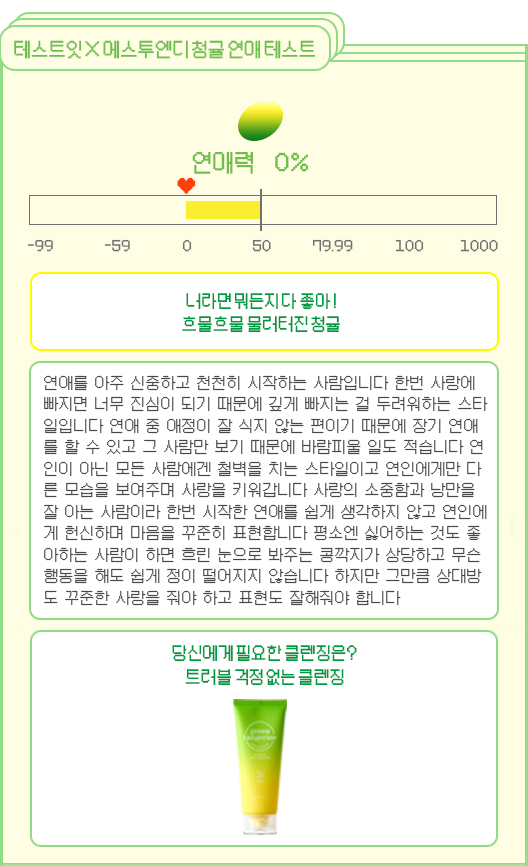 테스트잇×메스투엔디 청귤 연애 테스트
연애력 0%
-99 -59 0 50 79.99 100 1000
너라면 뭐든지 다 좋아!
흐물흐물 물러터진 청귤
연애를 아주 신중하고 천천히 시작하는 사람입니다 한번 사랑에
빠지면 너무 진심이 되기 때문에 깊게 빠지는 걸 두려워하는 스타
일입니다 연애 중 애정이 잘 식지 않는 편이기 때문에 장기 연애
를 할 수 있고 그 사람만 보기 때문에 바람피울 일도 적습니다 연
인이 아닌 모든 사람에겐 철벽을 치는 스타일이고 연인에게만 다
른 모습을 보여주며 사랑을 키워갑니다 사랑의 소중함과 낭만을
잘 아는 사람이라 한번 시작한 연애를 쉽게 생각하지 않고 연인에
게 헌신하며 마음을 꾸준히 표현합니다 평소엔 싫어하는 것도 좋
아하는 사람이 하면 흐린 눈으로 봐주는 콩깍지가 상당하고 무슨
행동을 해도 쉽게 정이 떨어지지 않습니다 하지만 그만큼 상대방
도 꾸준한 사랑을 줘야 하고 표현도 잘해줘야 합니다
당신에게 필요한 클렌징은?
트러블 걱정 없는 클렌징
green
tangerine